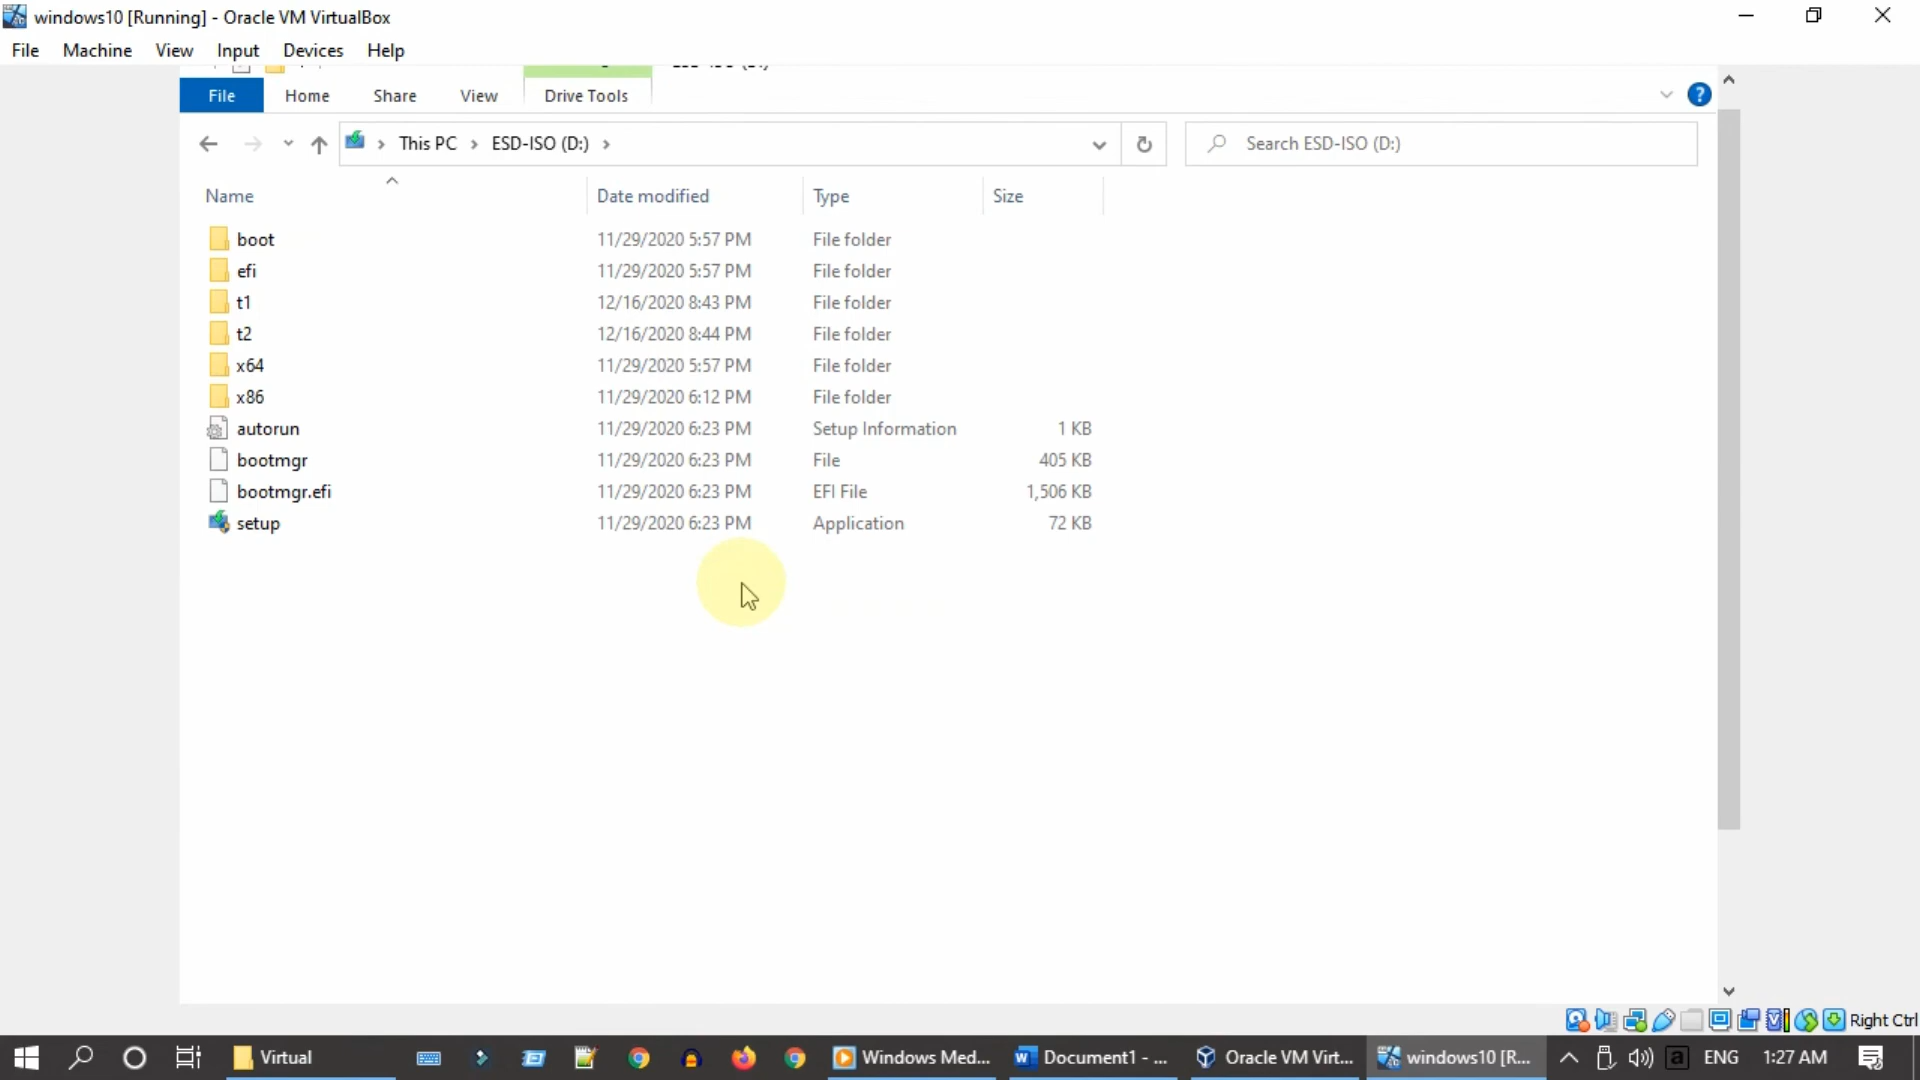 windows10 [Running] - Oracle VM VirtualBox
File Machine View Input Devices Help
File Home Share View Drive Tools
This PC › ESD-ISO (D:) › Search ESD-ISO (D:)
Name Date modified Type Size
boot 11/29/2020 5:57 PM File folder
efi 11/29/2020 5:57 PM File folder
t1 12/16/2020 8:43 PM File folder
t2 12/16/2020 8:44 PM File folder
x64 11/29/2020 5:57 PM File folder
x86 11/29/2020 6:12 PM File folder
autorun 11/29/2020 6:23 PM Setup Information 1 KB
bootmgr 11/29/2020 6:23 PM File 405 KB
bootmgr.efi 11/29/2020 6:23 PM EFI File 1,506 KB
setup 11/29/2020 6:23 PM Application 72 KB
Right Ctrl
Virtual Windows Med... Document1 - ... Oracle VM Virt... windows10 [R... ENG 1:27 AM